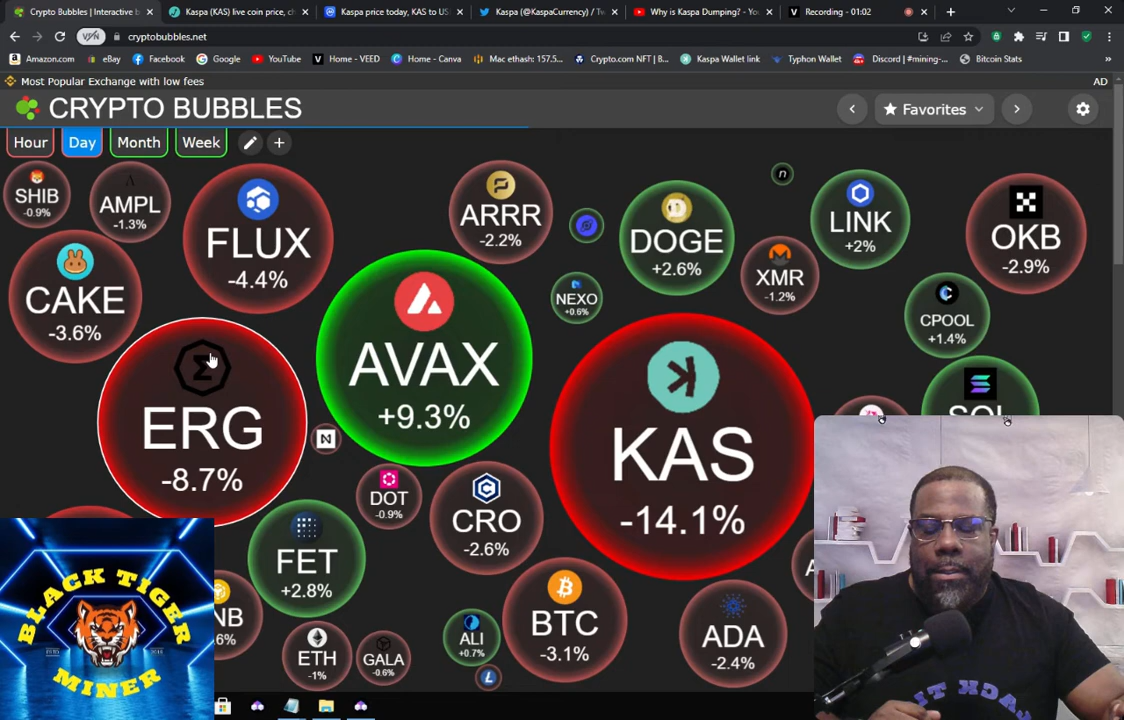 Crypto Bubbles | Interactive b
Kaspa (KAS) live coin price, ch
Kaspa price today, KAS to US
Kaspa (@KaspaCurrency) / Tw
Why is Kaspa Dumping? - Yo
Recording - 01:02
VPN
cryptobubbles.net
Amazon.com
eBay
Facebook
Google
YouTube
Home - VEED
Home - Canva
Mac ethash: 157.5...
Crypto.com NFT | B...
Kaspa Wallet link
Typhon Wallet
Discord | #mining-...
Bitcoin Stats
Most Popular Exchange with low fees
AD
CRYPTO BUBBLES
Favorites
Hour
Day
Month
Week
SHIB
-0.9%
AMPL
-1.3%
FLUX
-4.4%
ARRR
-2.2%
DOGE
+2.6%
LINK
+2%
OKB
-2.9%
XMR
-1.2%
NEXO
+0.6%
CAKE
-3.6%
CPOOL
+1.4%
AVAX
+9.3%
ERG
-8.7%
KAS
-14.1%
SOL
DOT
-0.9%
CRO
-2.6%
FET
+2.8%
BTC
-3.1%
ADA
-2.4%
NB
6%
ETH
-1%
GALA
-0.6%
ALI
+0.7%
BLACK TIGER
MINER